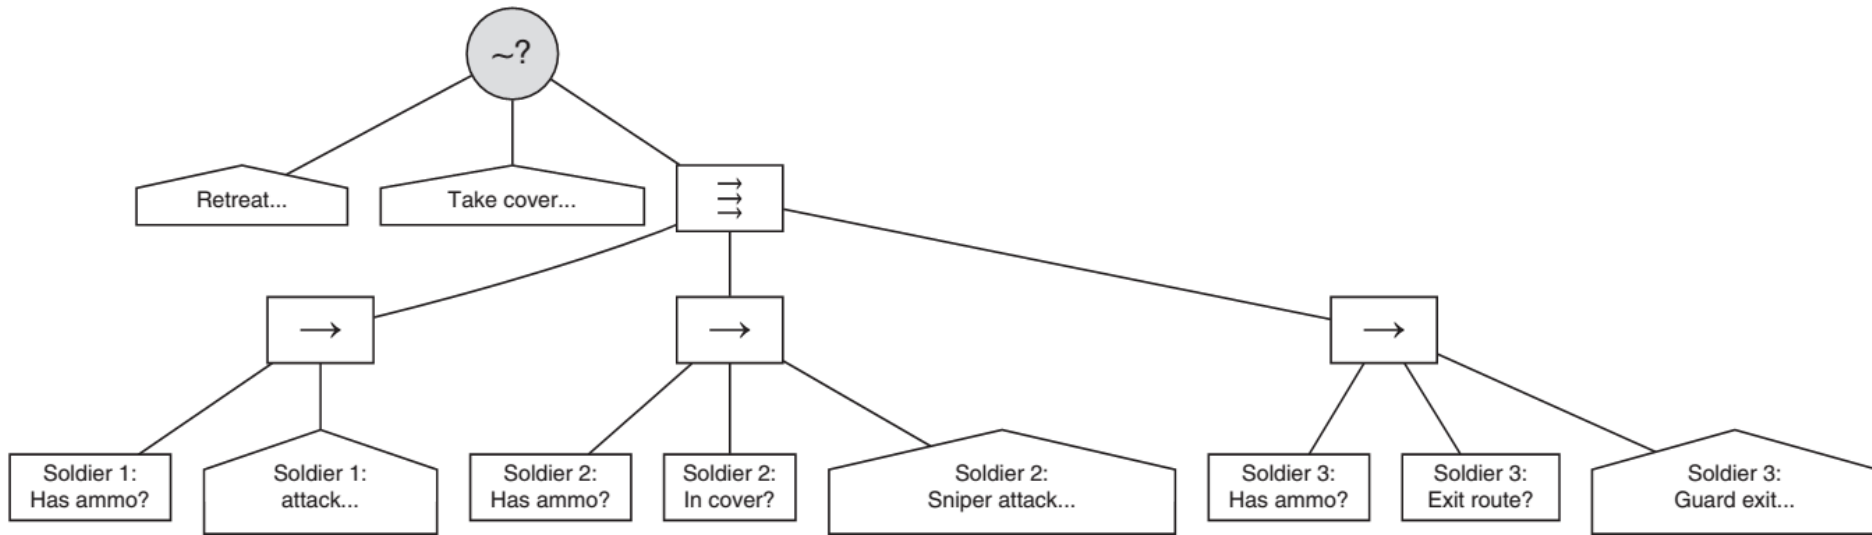 ~?
Retreat...
Take cover...
→
→
→
→
→
→
Soldier 1:
Has ammo?
Soldier 1:
attack...
Soldier 2:
Has ammo?
Soldier 2:
In cover?
Soldier 2:
Sniper attack...
Soldier 3:
Has ammo?
Soldier 3:
Exit route?
Soldier 3:
Guard exit...